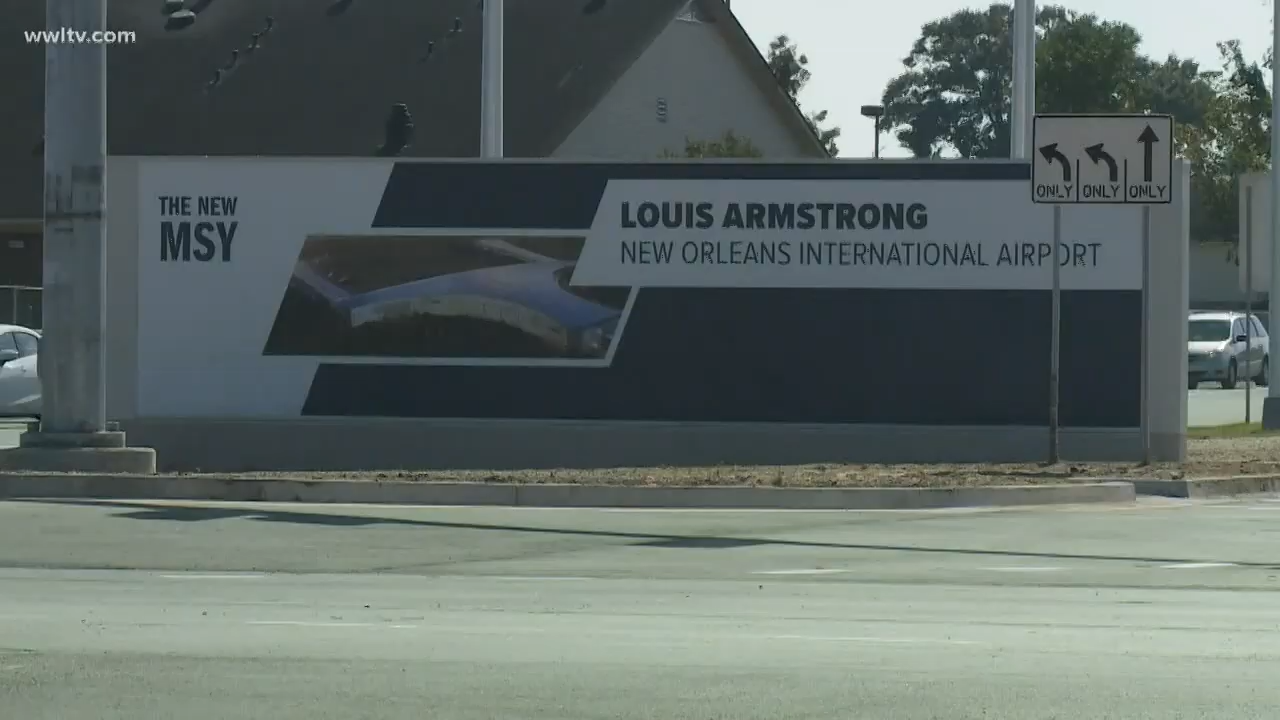 wwltv.com
THE NEW
MSY
LOUIS ARMSTRONG
NEW ORLEANS INTERNATIONAL AIRPORT
ONLY ONLY ONLY